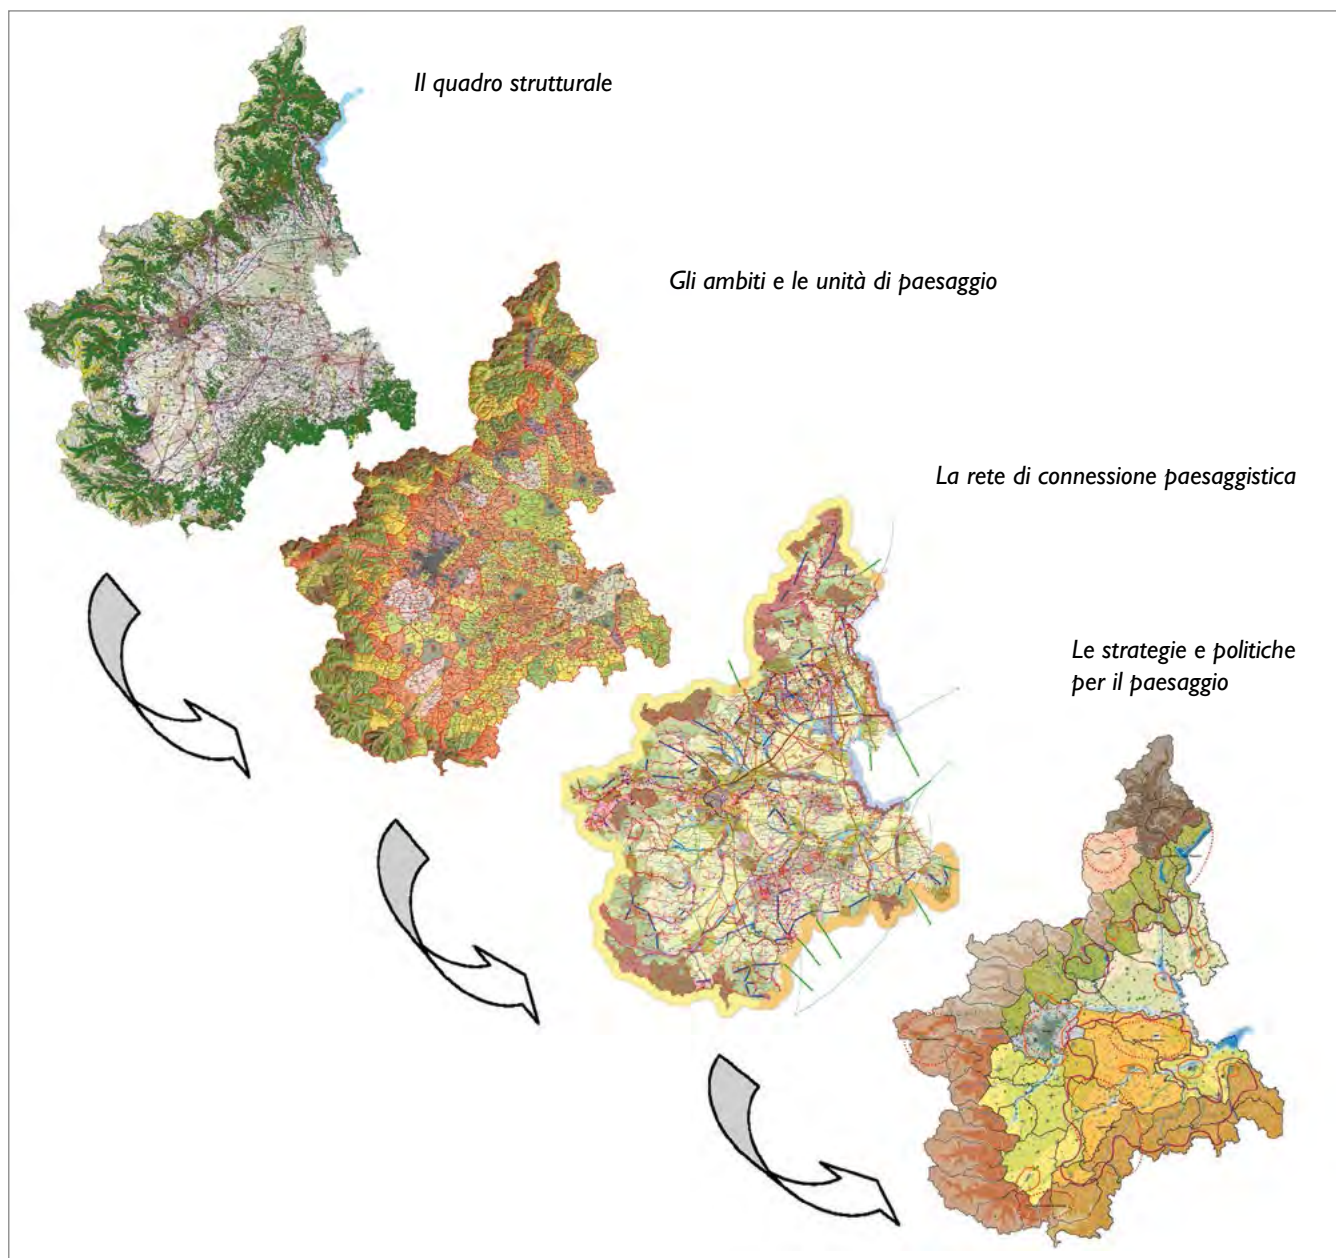 Il quadro strutturale
Gli ambiti e le unità di paesaggio
La rete di connessione paesaggistica
Le strategie e politiche
per il paesaggio